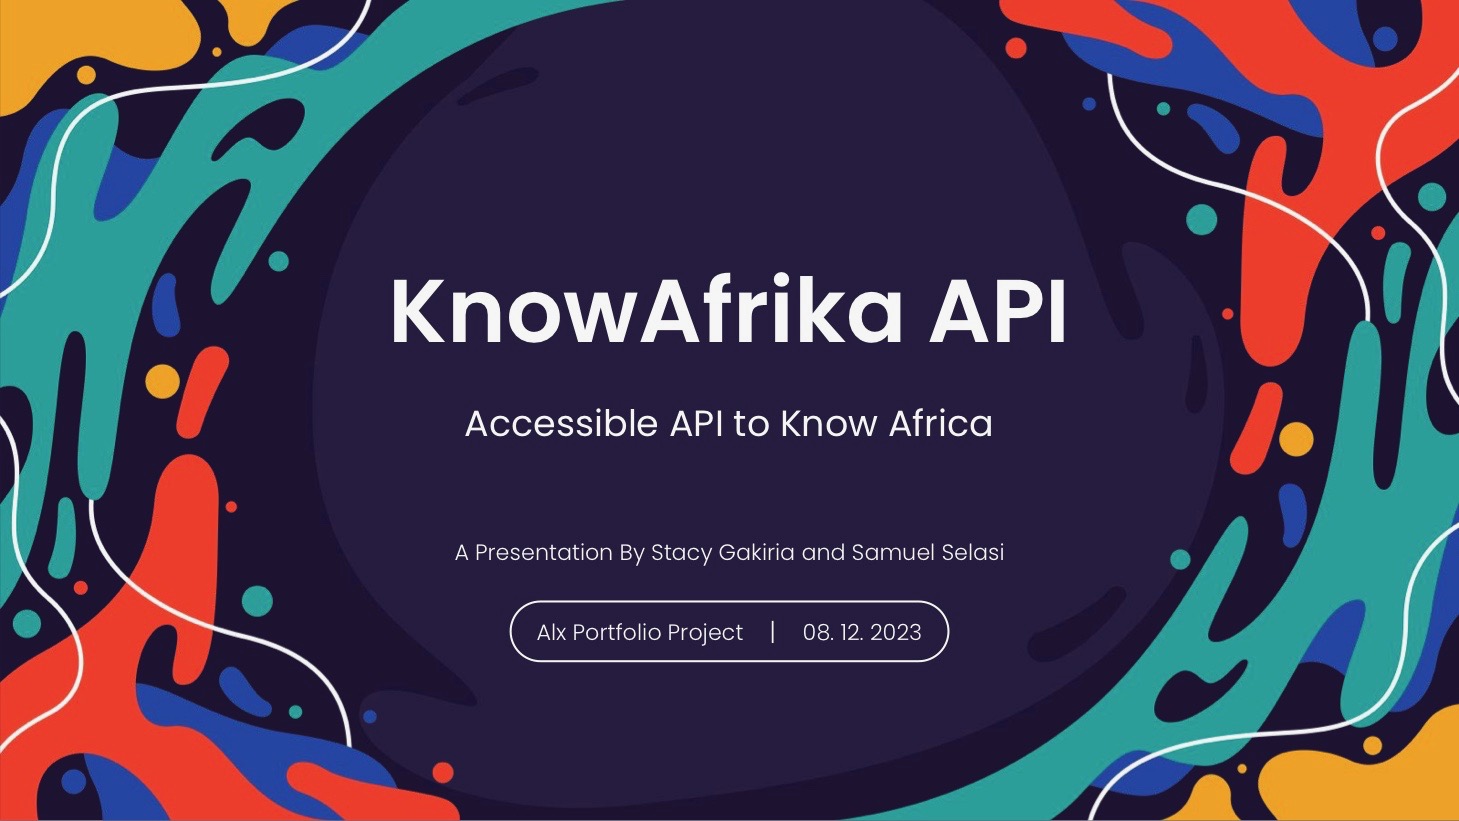 KnowAfrika API
Accessible API to Know Africa
A Presentation By Stacy Gakiria and Samuel Selasi
Alx Portfolio Project | 08. 12. 2023